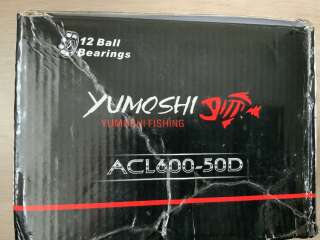 12 Ball
Bearings
YUMOSHI
YUMOSHI FISHING
ACL600-50D